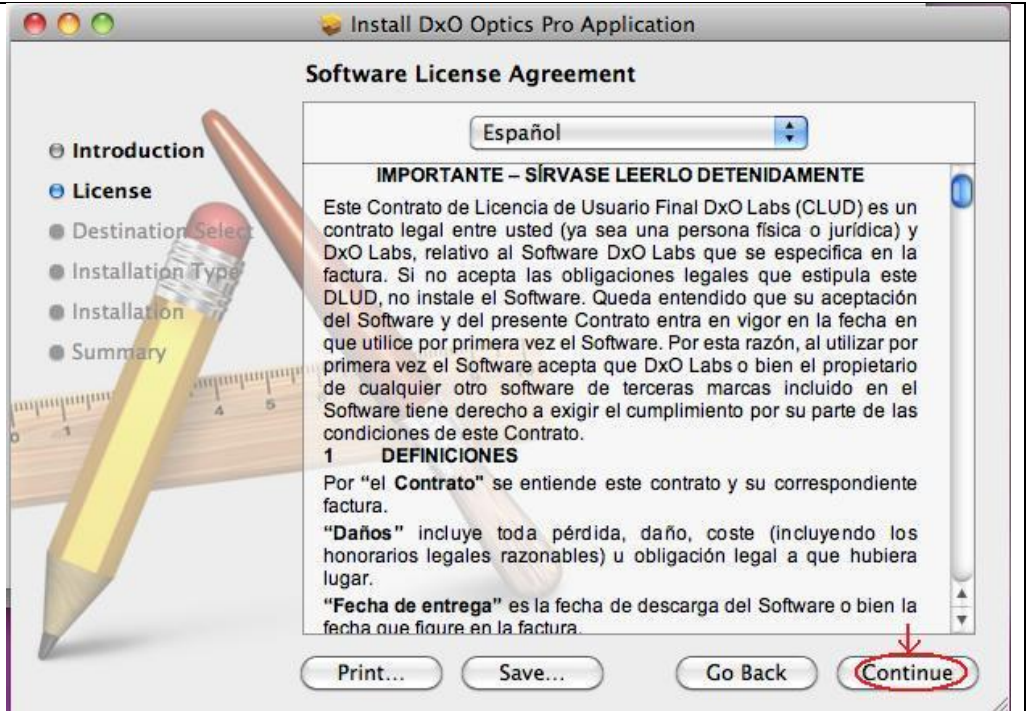 Install DxO Optics Pro Application
Software License Agreement
Introduction
License
Destination Select
Installation Type
Installation
Summary
Español
IMPORTANTE – SÍRVASE LEERLO DETENIDAMENTE
Este Contrato de Licencia de Usuario Final DxO Labs (CLUD) es un
contrato legal entre usted (ya sea una persona física o jurídica) y
DxO Labs, relativo al Software DxO Labs que se especifica en la
factura. Si no acepta las obligaciones legales que estipula este
DLUD, no instale el Software. Queda entendido que su aceptación
del Software y del presente Contrato entra en vigor en la fecha en
que utilice por primera vez el Software. Por esta razón, al utilizar por
primera vez el Software acepta que DxO Labs o bien el propietario
de cualquier otro software de terceras marcas incluido en el
Software tiene derecho a exigir el cumplimiento por su parte de las
condiciones de este Contrato.
1 DEFINICIONES
Por “el Contrato" se entiende este contrato y su correspondiente
factura.
“Daños” incluye toda pérdida, daño, coste (incluyendo los
honorarios legales razonables) u obligación legal a que hubiera
lugar.
“Fecha de entrega” es la fecha de descarga del Software o bien la
fecha que figure en la factura.
0 1 4 5
Print...
Save...
Go Back
Continue